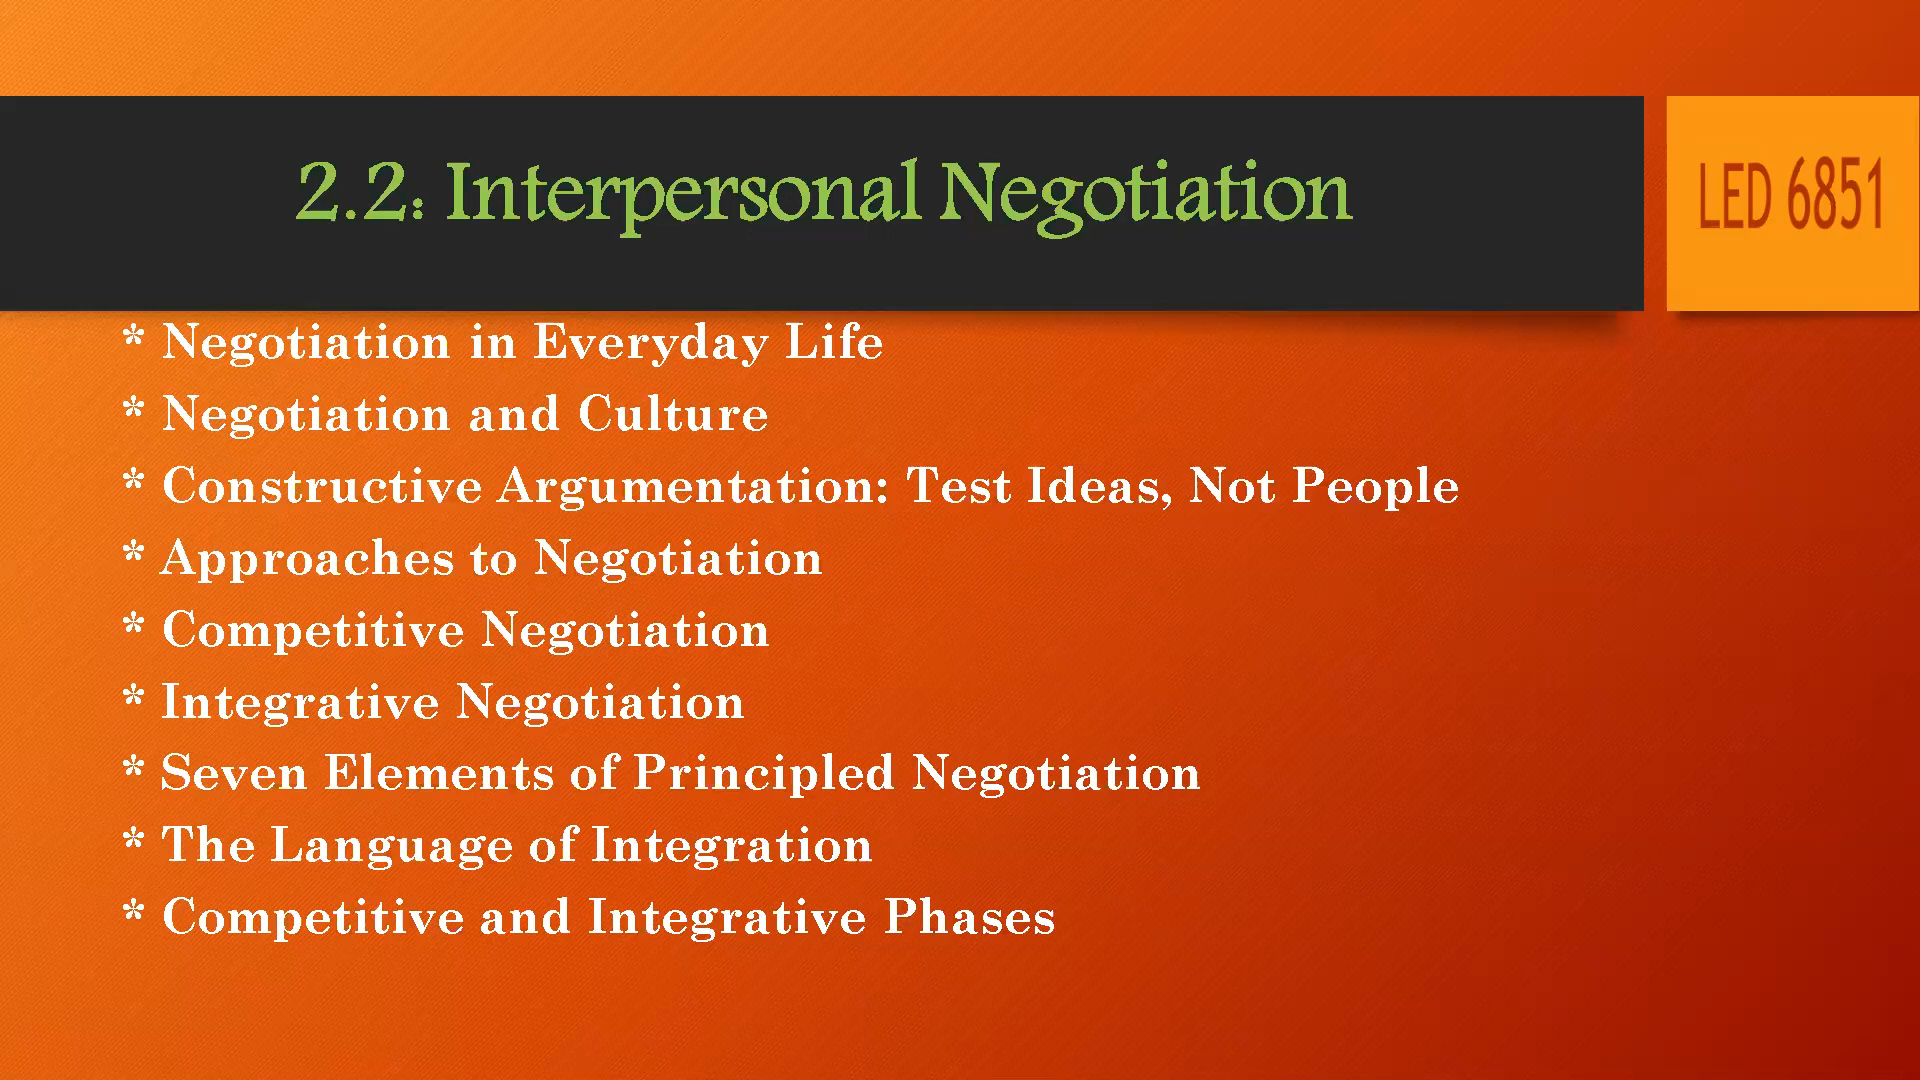 2.2: Interpersonal Negotiation
LED 6851
* Negotiation in Everyday Life
* Negotiation and Culture
* Constructive Argumentation: Test Ideas, Not People
* Approaches to Negotiation
* Competitive Negotiation
* Integrative Negotiation
* Seven Elements of Principled Negotiation
* The Language of Integration
* Competitive and Integrative Phases